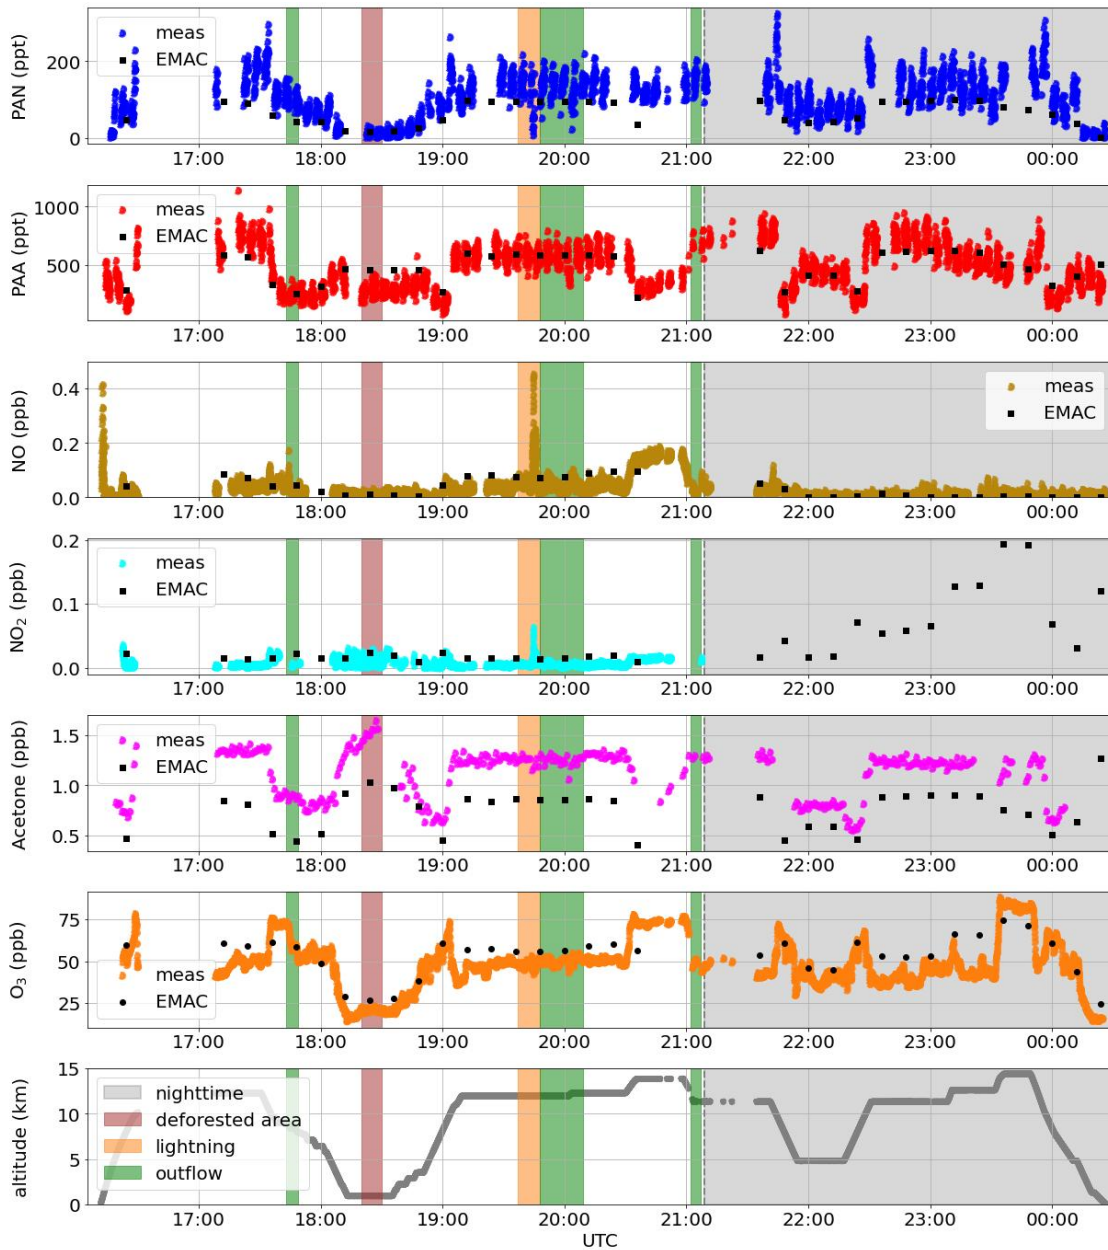 PAN (ppt)
200
0
meas
EMAC
17:00 18:00 19:00 20:00 21:00 22:00 23:00 00:00
PAA (ppt)
1000
500
meas
EMAC
17:00 18:00 19:00 20:00 21:00 22:00 23:00 00:00
NO (ppb)
0.4
0.2
0.0
meas
EMAC
17:00 18:00 19:00 20:00 21:00 22:00 23:00 00:00
NO₂ (ppb)
0.2
0.1
0.0
meas
EMAC
17:00 18:00 19:00 20:00 21:00 22:00 23:00 00:00
Acetone (ppb)
1.5
1.0
0.5
meas
EMAC
17:00 18:00 19:00 20:00 21:00 22:00 23:00 00:00
O₃ (ppb)
75
50
25
meas
EMAC
17:00 18:00 19:00 20:00 21:00 22:00 23:00 00:00
altitude (km)
15
10
5
0
nighttime
deforested area
lightning
outflow
17:00 18:00 19:00 20:00 21:00 22:00 23:00 00:00
UTC